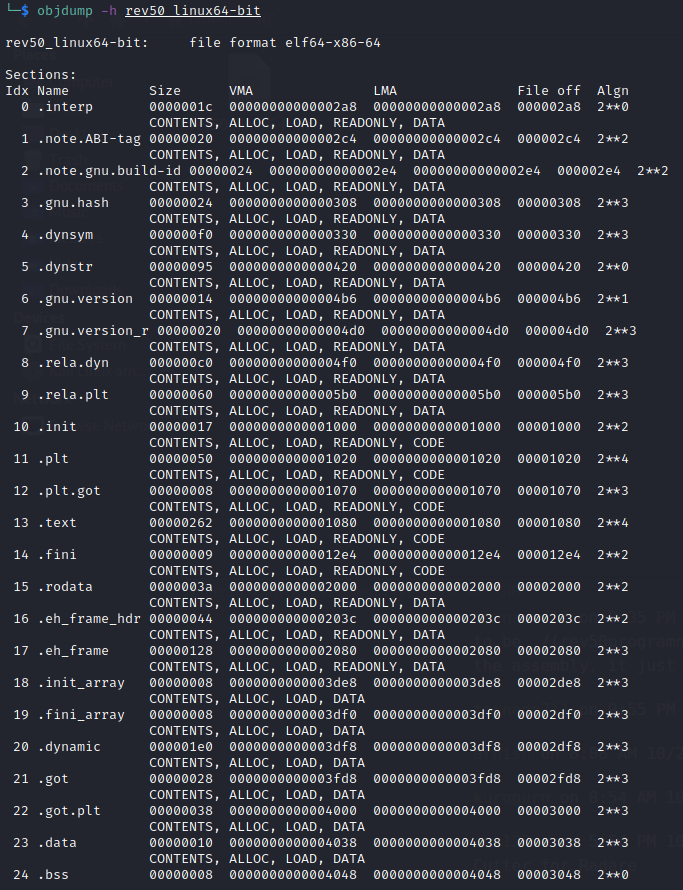 └─$ objdump -h rev50_linux64-bit
rev50_linux64-bit:     file format elf64-x86-64
Sections:
Idx Name          Size      VMA               LMA               File off  Algn
  0 .interp       0000001c  00000000000002a8  00000000000002a8  000002a8  2**0
                  CONTENTS, ALLOC, LOAD, READONLY, DATA
  1 .note.ABI-tag 00000020  00000000000002c4  00000000000002c4  000002c4  2**2
                  CONTENTS, ALLOC, LOAD, READONLY, DATA
  2 .note.gnu.build-id 00000024  00000000000002e4  00000000000002e4  000002e4  2**2
                  CONTENTS, ALLOC, LOAD, READONLY, DATA
  3 .gnu.hash     00000024  0000000000000308  0000000000000308  00000308  2**3
                  CONTENTS, ALLOC, LOAD, READONLY, DATA
  4 .dynsym       000000f0  0000000000000330  0000000000000330  00000330  2**3
                  CONTENTS, ALLOC, LOAD, READONLY, DATA
  5 .dynstr       00000095  0000000000000420  0000000000000420  00000420  2**0
                  CONTENTS, ALLOC, LOAD, READONLY, DATA
  6 .gnu.version  00000014  00000000000004b6  00000000000004b6  000004b6  2**1
                  CONTENTS, ALLOC, LOAD, READONLY, DATA
  7 .gnu.version_r 00000020  00000000000004d0  00000000000004d0  000004d0  2**3
                  CONTENTS, ALLOC, LOAD, READONLY, DATA
  8 .rela.dyn     000000c0  00000000000004f0  00000000000004f0  000004f0  2**3
                  CONTENTS, ALLOC, LOAD, READONLY, DATA
  9 .rela.plt     00000060  00000000000005b0  00000000000005b0  000005b0  2**3
                  CONTENTS, ALLOC, LOAD, READONLY, DATA
 10 .init         00000017  0000000000001000  0000000000001000  00001000  2**2
                  CONTENTS, ALLOC, LOAD, READONLY, CODE
 11 .plt          00000050  0000000000001020  0000000000001020  00001020  2**4
                  CONTENTS, ALLOC, LOAD, READONLY, CODE
 12 .plt.got      00000008  0000000000001070  0000000000001070  00001070  2**3
                  CONTENTS, ALLOC, LOAD, READONLY, CODE
 13 .text         00000262  0000000000001080  0000000000001080  00001080  2**4
                  CONTENTS, ALLOC, LOAD, READONLY, CODE
 14 .fini         00000009  00000000000012e4  00000000000012e4  000012e4  2**2
                  CONTENTS, ALLOC, LOAD, READONLY, CODE
 15 .rodata       0000003a  0000000000002000  0000000000002000  00002000  2**2
                  CONTENTS, ALLOC, LOAD, READONLY, DATA
 16 .eh_frame_hdr 00000044  000000000000203c  000000000000203c  0000203c  2**2
                  CONTENTS, ALLOC, LOAD, READONLY, DATA
 17 .eh_frame     00000128  0000000000002080  0000000000002080  00002080  2**3
                  CONTENTS, ALLOC, LOAD, READONLY, DATA
 18 .init_array   00000008  0000000000003de8  0000000000003de8  00002de8  2**3
                  CONTENTS, ALLOC, LOAD, DATA
 19 .fini_array   00000008  0000000000003df0  0000000000003df0  00002df0  2**3
                  CONTENTS, ALLOC, LOAD, DATA
 20 .dynamic      000001e0  0000000000003df8  0000000000003df8  00002df8  2**3
                  CONTENTS, ALLOC, LOAD, DATA
 21 .got          00000028  0000000000003fd8  0000000000003fd8  00002fd8  2**3
                  CONTENTS, ALLOC, LOAD, DATA
 22 .got.plt      00000038  0000000000004000  0000000000004000  00003000  2**3
                  CONTENTS, ALLOC, LOAD, DATA
 23 .data         00000010  0000000000004038  0000000000004038  00003038  2**3
                  CONTENTS, ALLOC, LOAD, DATA
 24 .bss          00000008  0000000000004048  0000000000004048  00003048  2**0